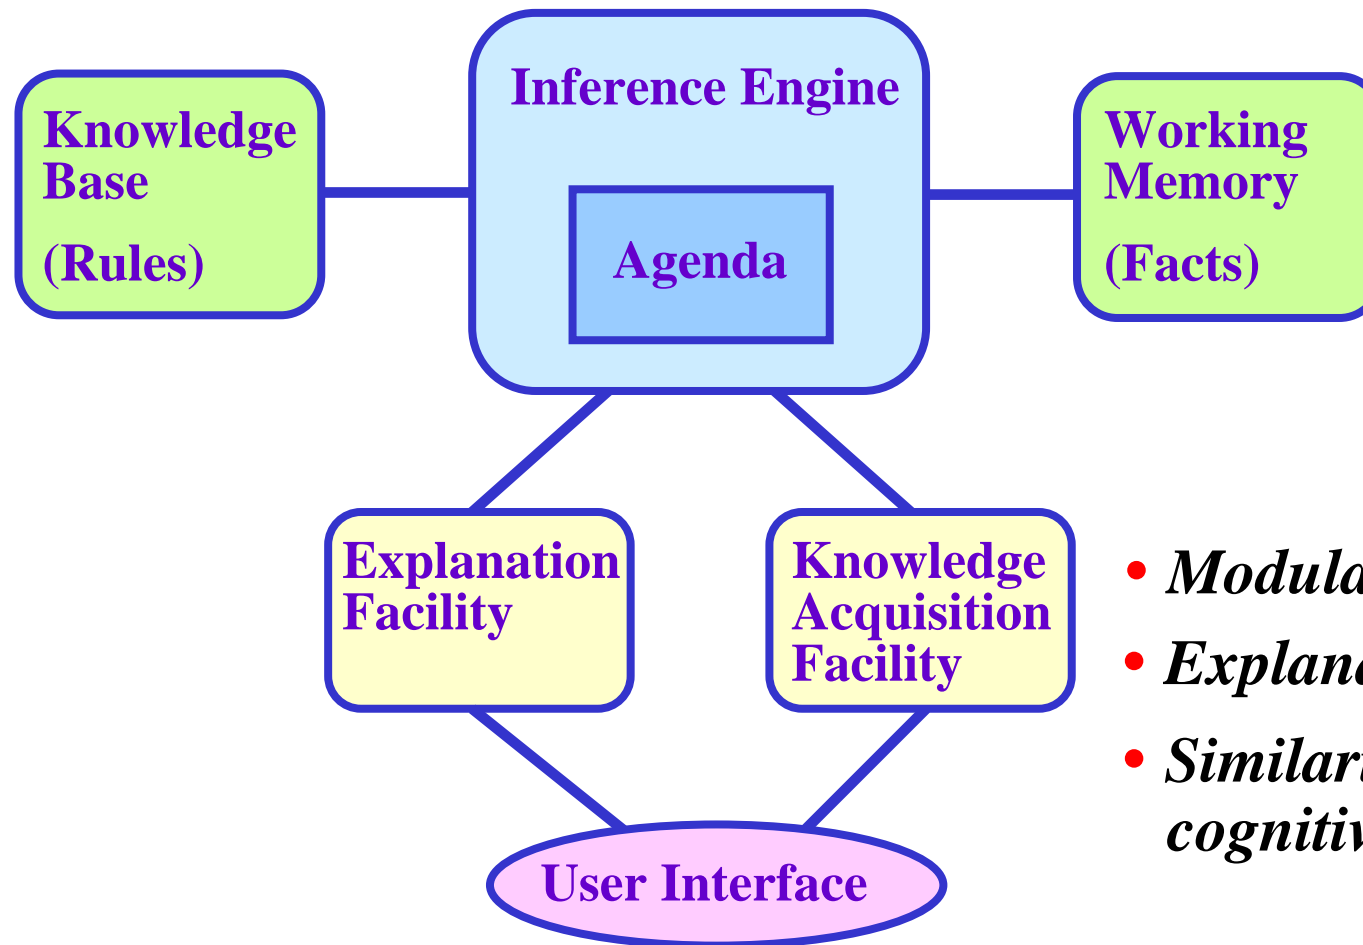 Inference Engine
Knowledge
Base
(Rules)
Agenda
Working
Memory
(Facts)
Explanation
Facility
Knowledge
Acquisition
Facility
User Interface
• 
• 
•